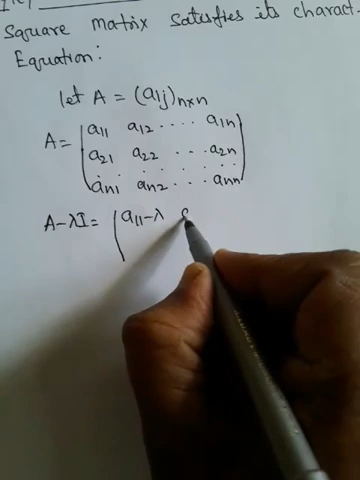 Square matrix satisfies its charact.
Equation:
let A = (aij)n×n
A = ( a11 a12 .... a1n
a21 a22 ... a2n
. . . . . .
an1 an2 ... ann )
A-λI = ( a11-λ